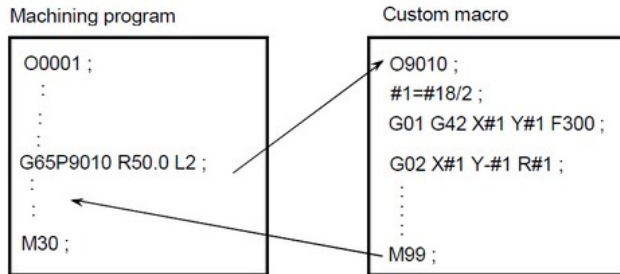 Machining program
O0001 ;
:
:
:
G65P9010 R50.0 L2 ;
:
:
M30 ;
Custom macro
O9010 ;
#1=#18/2 ;
G01 G42 X#1 Y#1 F300 ;
G02 X#1 Y-#1 R#1 ;
:
:
:
M99 ;